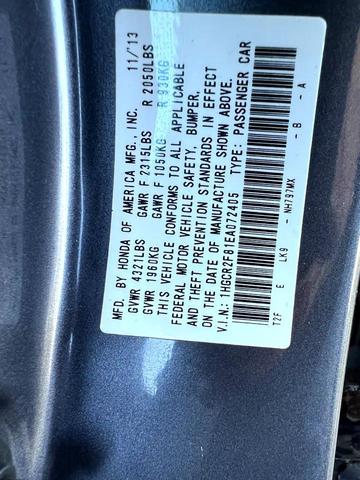 MFD. BY HONDA OF AMERICA MFG., INC. 11/'13
GVWR 4321LBS GAWR F 2315LBS R 2050LBS
GVWR 1960KG GAWR F 1050KG R 930KG
THIS VEHICLE CONFORMS TO ALL APPLICABLE
FEDERAL MOTOR VEHICLE SAFETY, BUMPER,
AND THEFT PREVENTION STANDARDS IN EFFECT
ON THE DATE OF MANUFACTURE SHOWN ABOVE.
V.I.N.: 1HGCR2F81EA072405 TYPE: PASSENGER CAR
T2F E LK9 - NH797MX - B - A